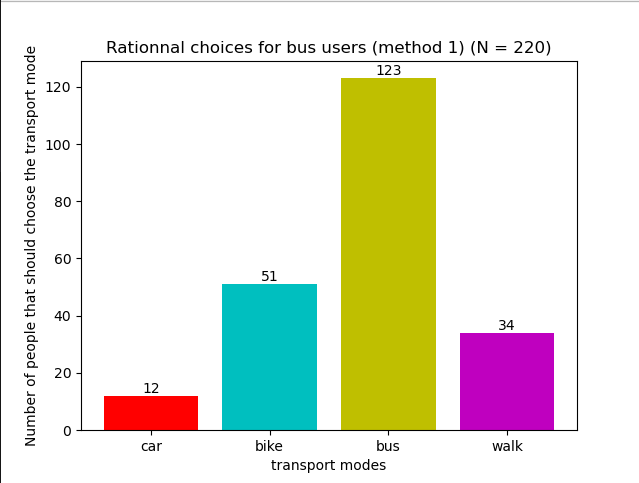 Rationnal choices for bus users (method 1) (N = 220)
Number of people that should choose the transport mode
120
100
80
60
40
20
0
12
51
123
34
car
bike
bus
walk
transport modes